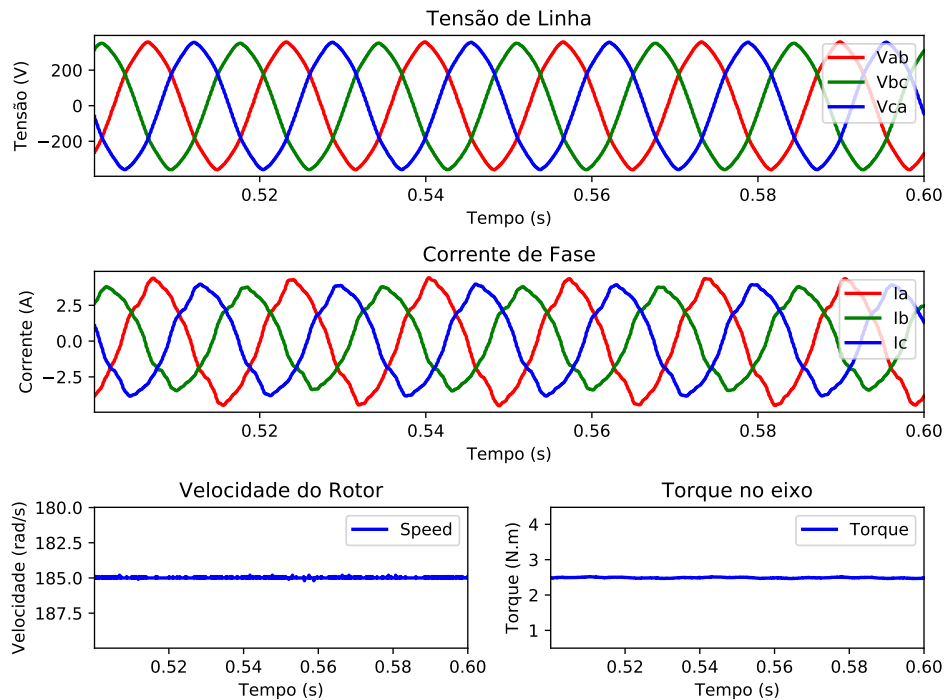 Tensão de Linha
Tensão (V)
200
0
−200
Vab
Vbc
Vca
0.52
0.54
0.56
0.58
0.60
Tempo (s)
Corrente de Fase
Corrente (A)
2.5
0.0
−2.5
Ia
Ib
Ic
0.52
0.54
0.56
0.58
0.60
Tempo (s)
Velocidade do Rotor
Velocidade (rad/s)
180.0
182.5
185.0
187.5
Speed
0.52
0.54
0.56
0.58
0.60
Tempo (s)
Torque no eixo
Torque (N.m)
4
3
2
1
Torque
0.52
0.54
0.56
0.58
0.60
Tempo (s)